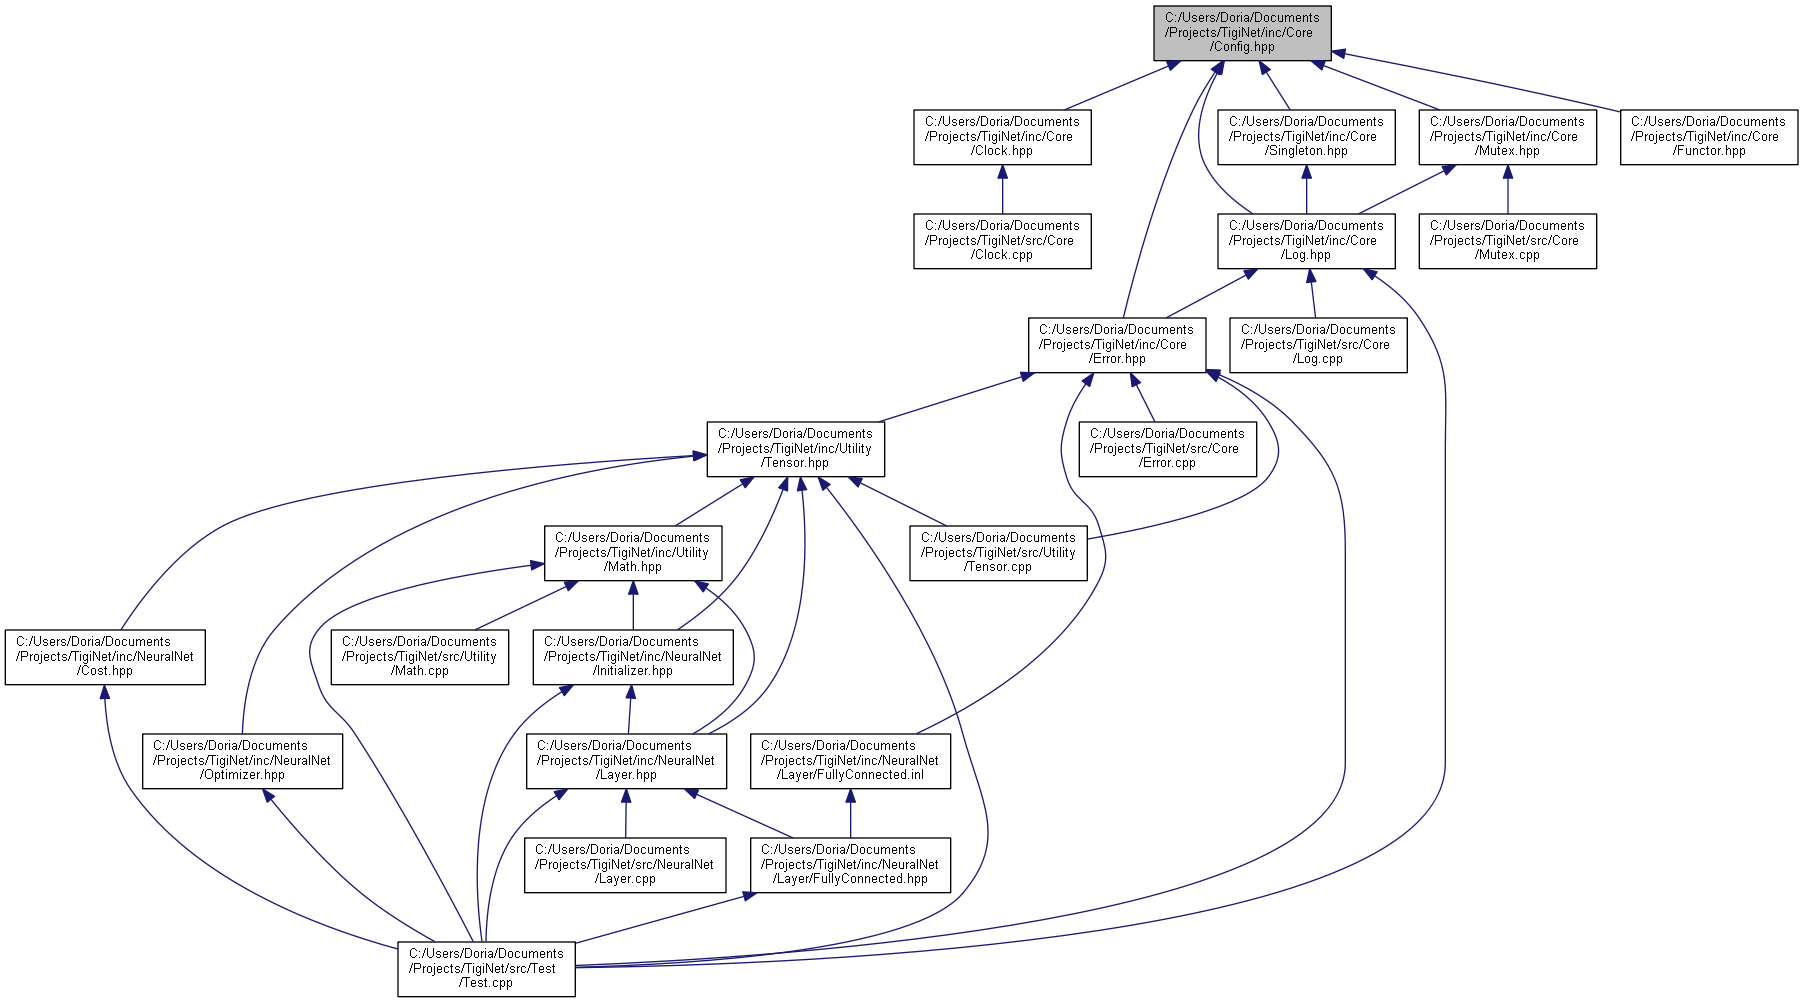 C:/Users/Doria/Documents
/Projects/TigiNet/inc/Core
/Config.hpp
C:/Users/Doria/Documents
/Projects/TigiNet/inc/Core
/Clock.hpp
C:/Users/Doria/Documents
/Projects/TigiNet/inc/Core
/Singleton.hpp
C:/Users/Doria/Documents
/Projects/TigiNet/inc/Core
/Mutex.hpp
C:/Users/Doria/Documents
/Projects/TigiNet/inc/Core
/Functor.hpp
C:/Users/Doria/Documents
/Projects/TigiNet/src/Core
/Clock.cpp
C:/Users/Doria/Documents
/Projects/TigiNet/inc/Core
/Log.hpp
C:/Users/Doria/Documents
/Projects/TigiNet/src/Core
/Mutex.cpp
C:/Users/Doria/Documents
/Projects/TigiNet/inc/Core
/Error.hpp
C:/Users/Doria/Documents
/Projects/TigiNet/src/Core
/Log.cpp
C:/Users/Doria/Documents
/Projects/TigiNet/inc/Utility
/Tensor.hpp
C:/Users/Doria/Documents
/Projects/TigiNet/src/Core
/Error.cpp
C:/Users/Doria/Documents
/Projects/TigiNet/inc/Utility
/Math.hpp
C:/Users/Doria/Documents
/Projects/TigiNet/src/Utility
/Tensor.cpp
C:/Users/Doria/Documents
/Projects/TigiNet/inc/NeuralNet
/Cost.hpp
C:/Users/Doria/Documents
/Projects/TigiNet/src/Utility
/Math.cpp
C:/Users/Doria/Documents
/Projects/TigiNet/inc/NeuralNet
/Initializer.hpp
C:/Users/Doria/Documents
/Projects/TigiNet/inc/NeuralNet
/Optimizer.hpp
C:/Users/Doria/Documents
/Projects/TigiNet/inc/NeuralNet
/Layer.hpp
C:/Users/Doria/Documents
/Projects/TigiNet/inc/NeuralNet
/Layer/FullyConnected.inl
C:/Users/Doria/Documents
/Projects/TigiNet/src/NeuralNet
/Layer.cpp
C:/Users/Doria/Documents
/Projects/TigiNet/inc/NeuralNet
/Layer/FullyConnected.hpp
C:/Users/Doria/Documents
/Projects/TigiNet/src/Test
/Test.cpp